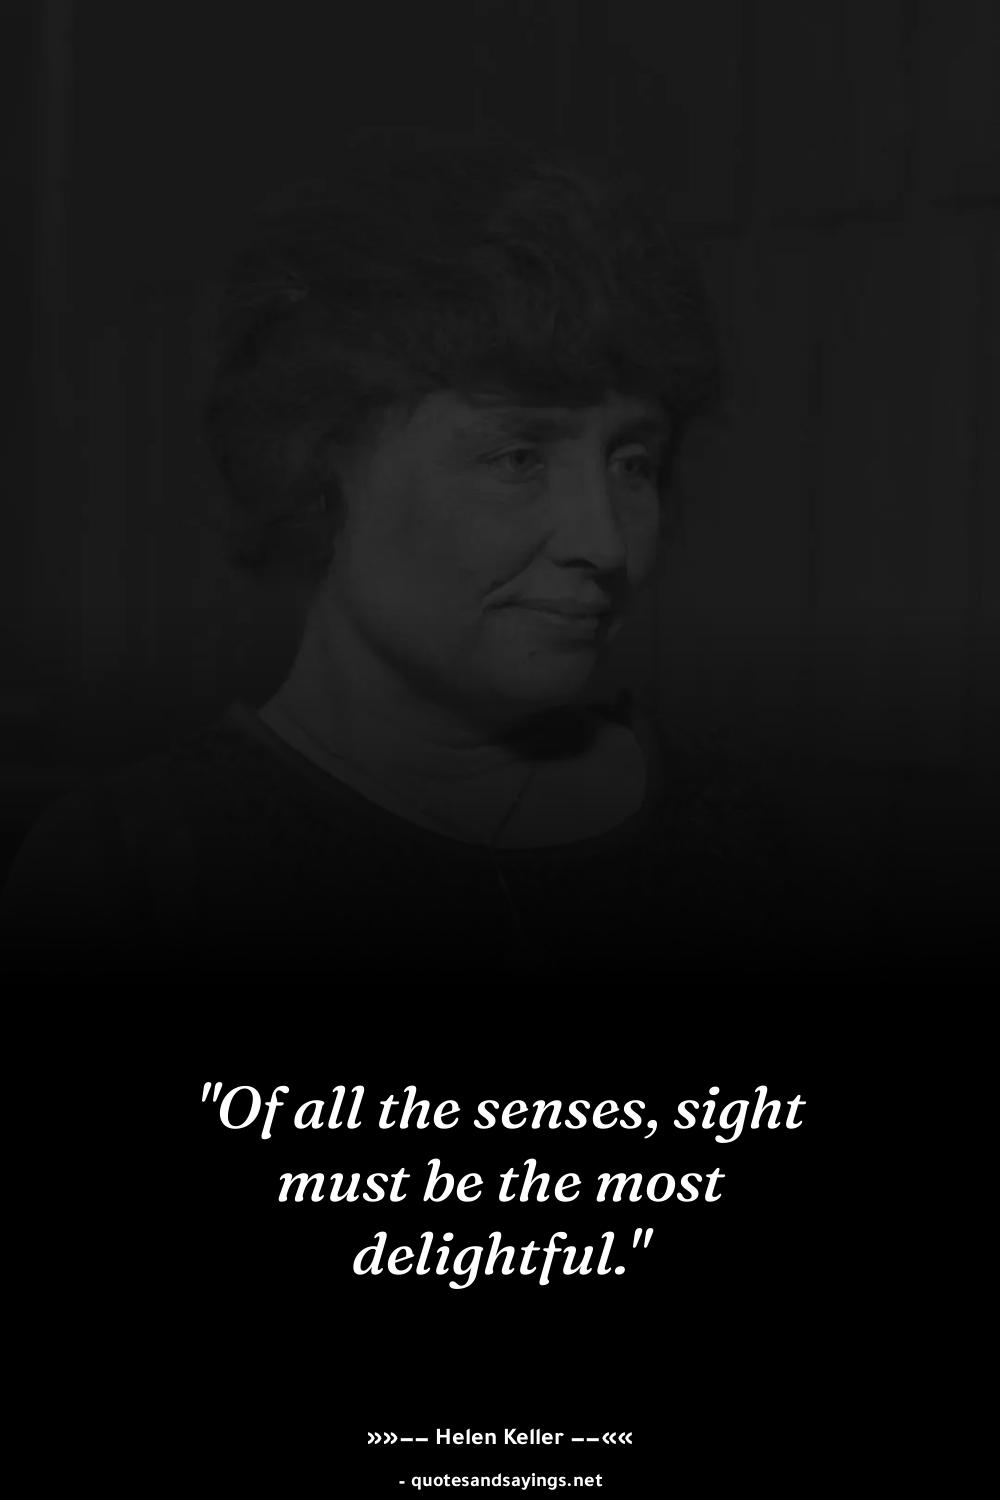 "Of all the senses, sight
must be the most
delightful."
»»−− Helen Keller −−««
- quotesandsayings.net